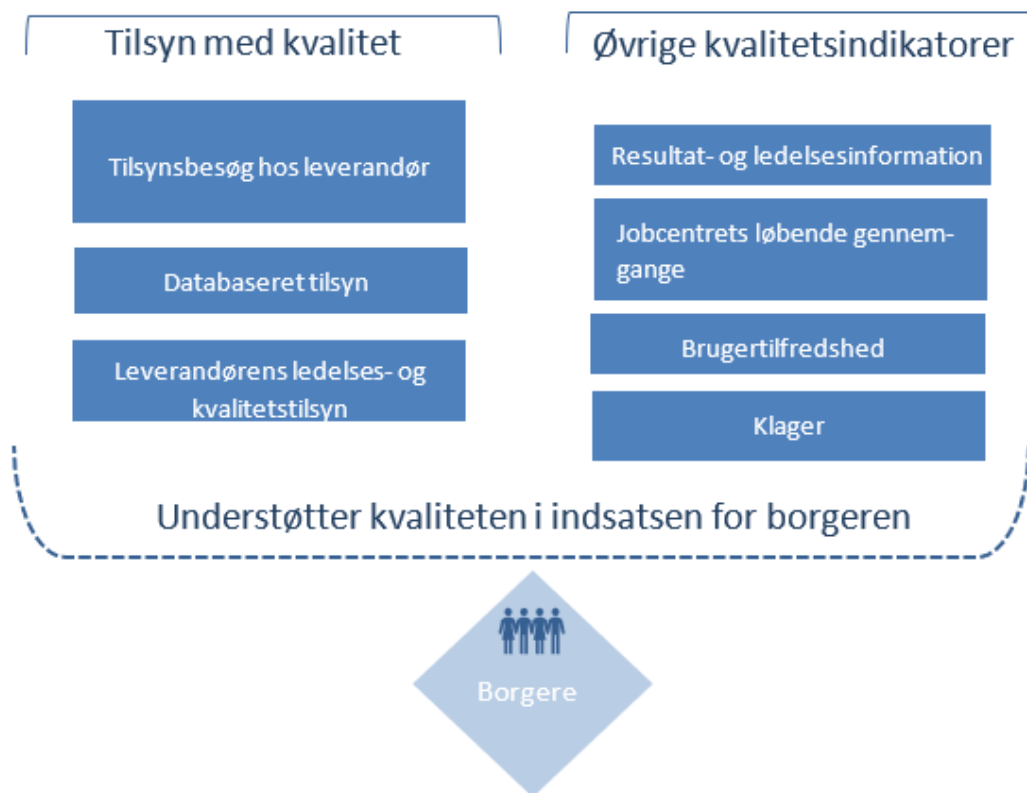 Tilsyn med kvalitet
Tilsynsbesøg hos leverandør
Databaseret tilsyn
Leverandørens ledelses- og
kvalitetstilsyn
Øvrige kvalitetsindikatorer
Resultat- og ledelsesinformation
Jobcentrets løbende gennem-
gange
Brugertilfredshed
Klager
Understøtter kvaliteten i indsatsen for borgeren
Borgere